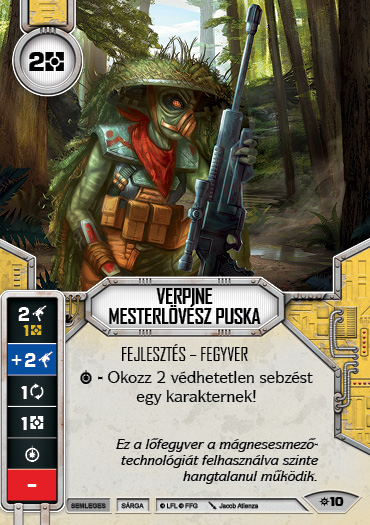 2
VERPJNE
MESTERLÖVÉSZ PUSKA
FEJLESZTÉS – FEGYVER
- Okozz 2 védhetetlen sebzést
egy karakternek!
Ez a lőfegyver a mágnesesmező-
technológiát felhasználva szinte
hangtalanul működik.
2
1
+2
1
1
–
SEMLEGES SÁRGA © LFL © FFG Jacob Atienza 10